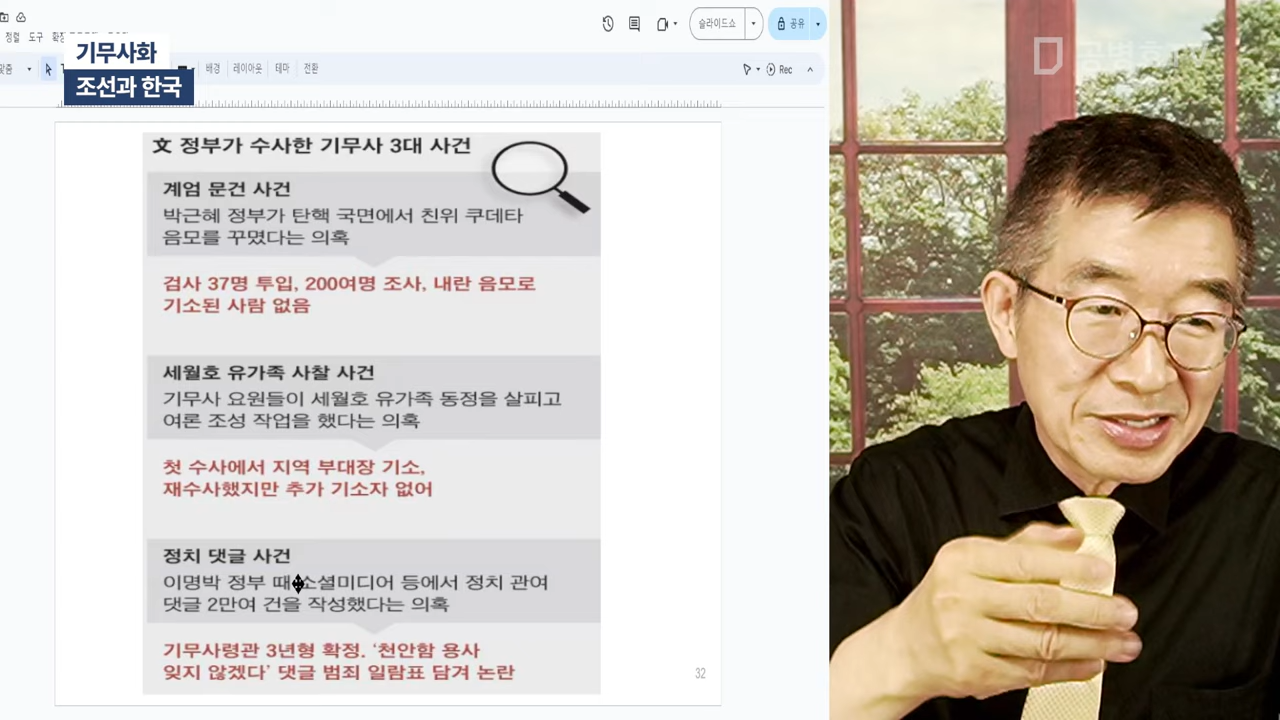 정렬 도구
기무사화
조선과 한국
배경 레이아웃 테마 전환
슬라이드쇼
공유
Rec
文 정부가 수사한 기무사 3대 사건
계엄 문건 사건
박근혜 정부가 탄핵 국면에서 친위 쿠데타
음모를 꾸몄다는 의혹
검사 37명 투입, 200여명 조사, 내란 음모로
기소된 사람 없음
세월호 유가족 사찰 사건
기무사 요원들이 세월호 유가족 동정을 살피고
여론 조성 작업을 했다는 의혹
첫 수사에서 지역 부대장 기소,
재수사했지만 추가 기소자 없어
정치 댓글 사건
이명박 정부 때 소셜미디어 등에서 정치 관여
댓글 2만여 건을 작성했다는 의혹
기무사령관 3년형 확정. ‘천안함 용사
잊지 않겠다’ 댓글 범죄 일람표 담겨 논란
32